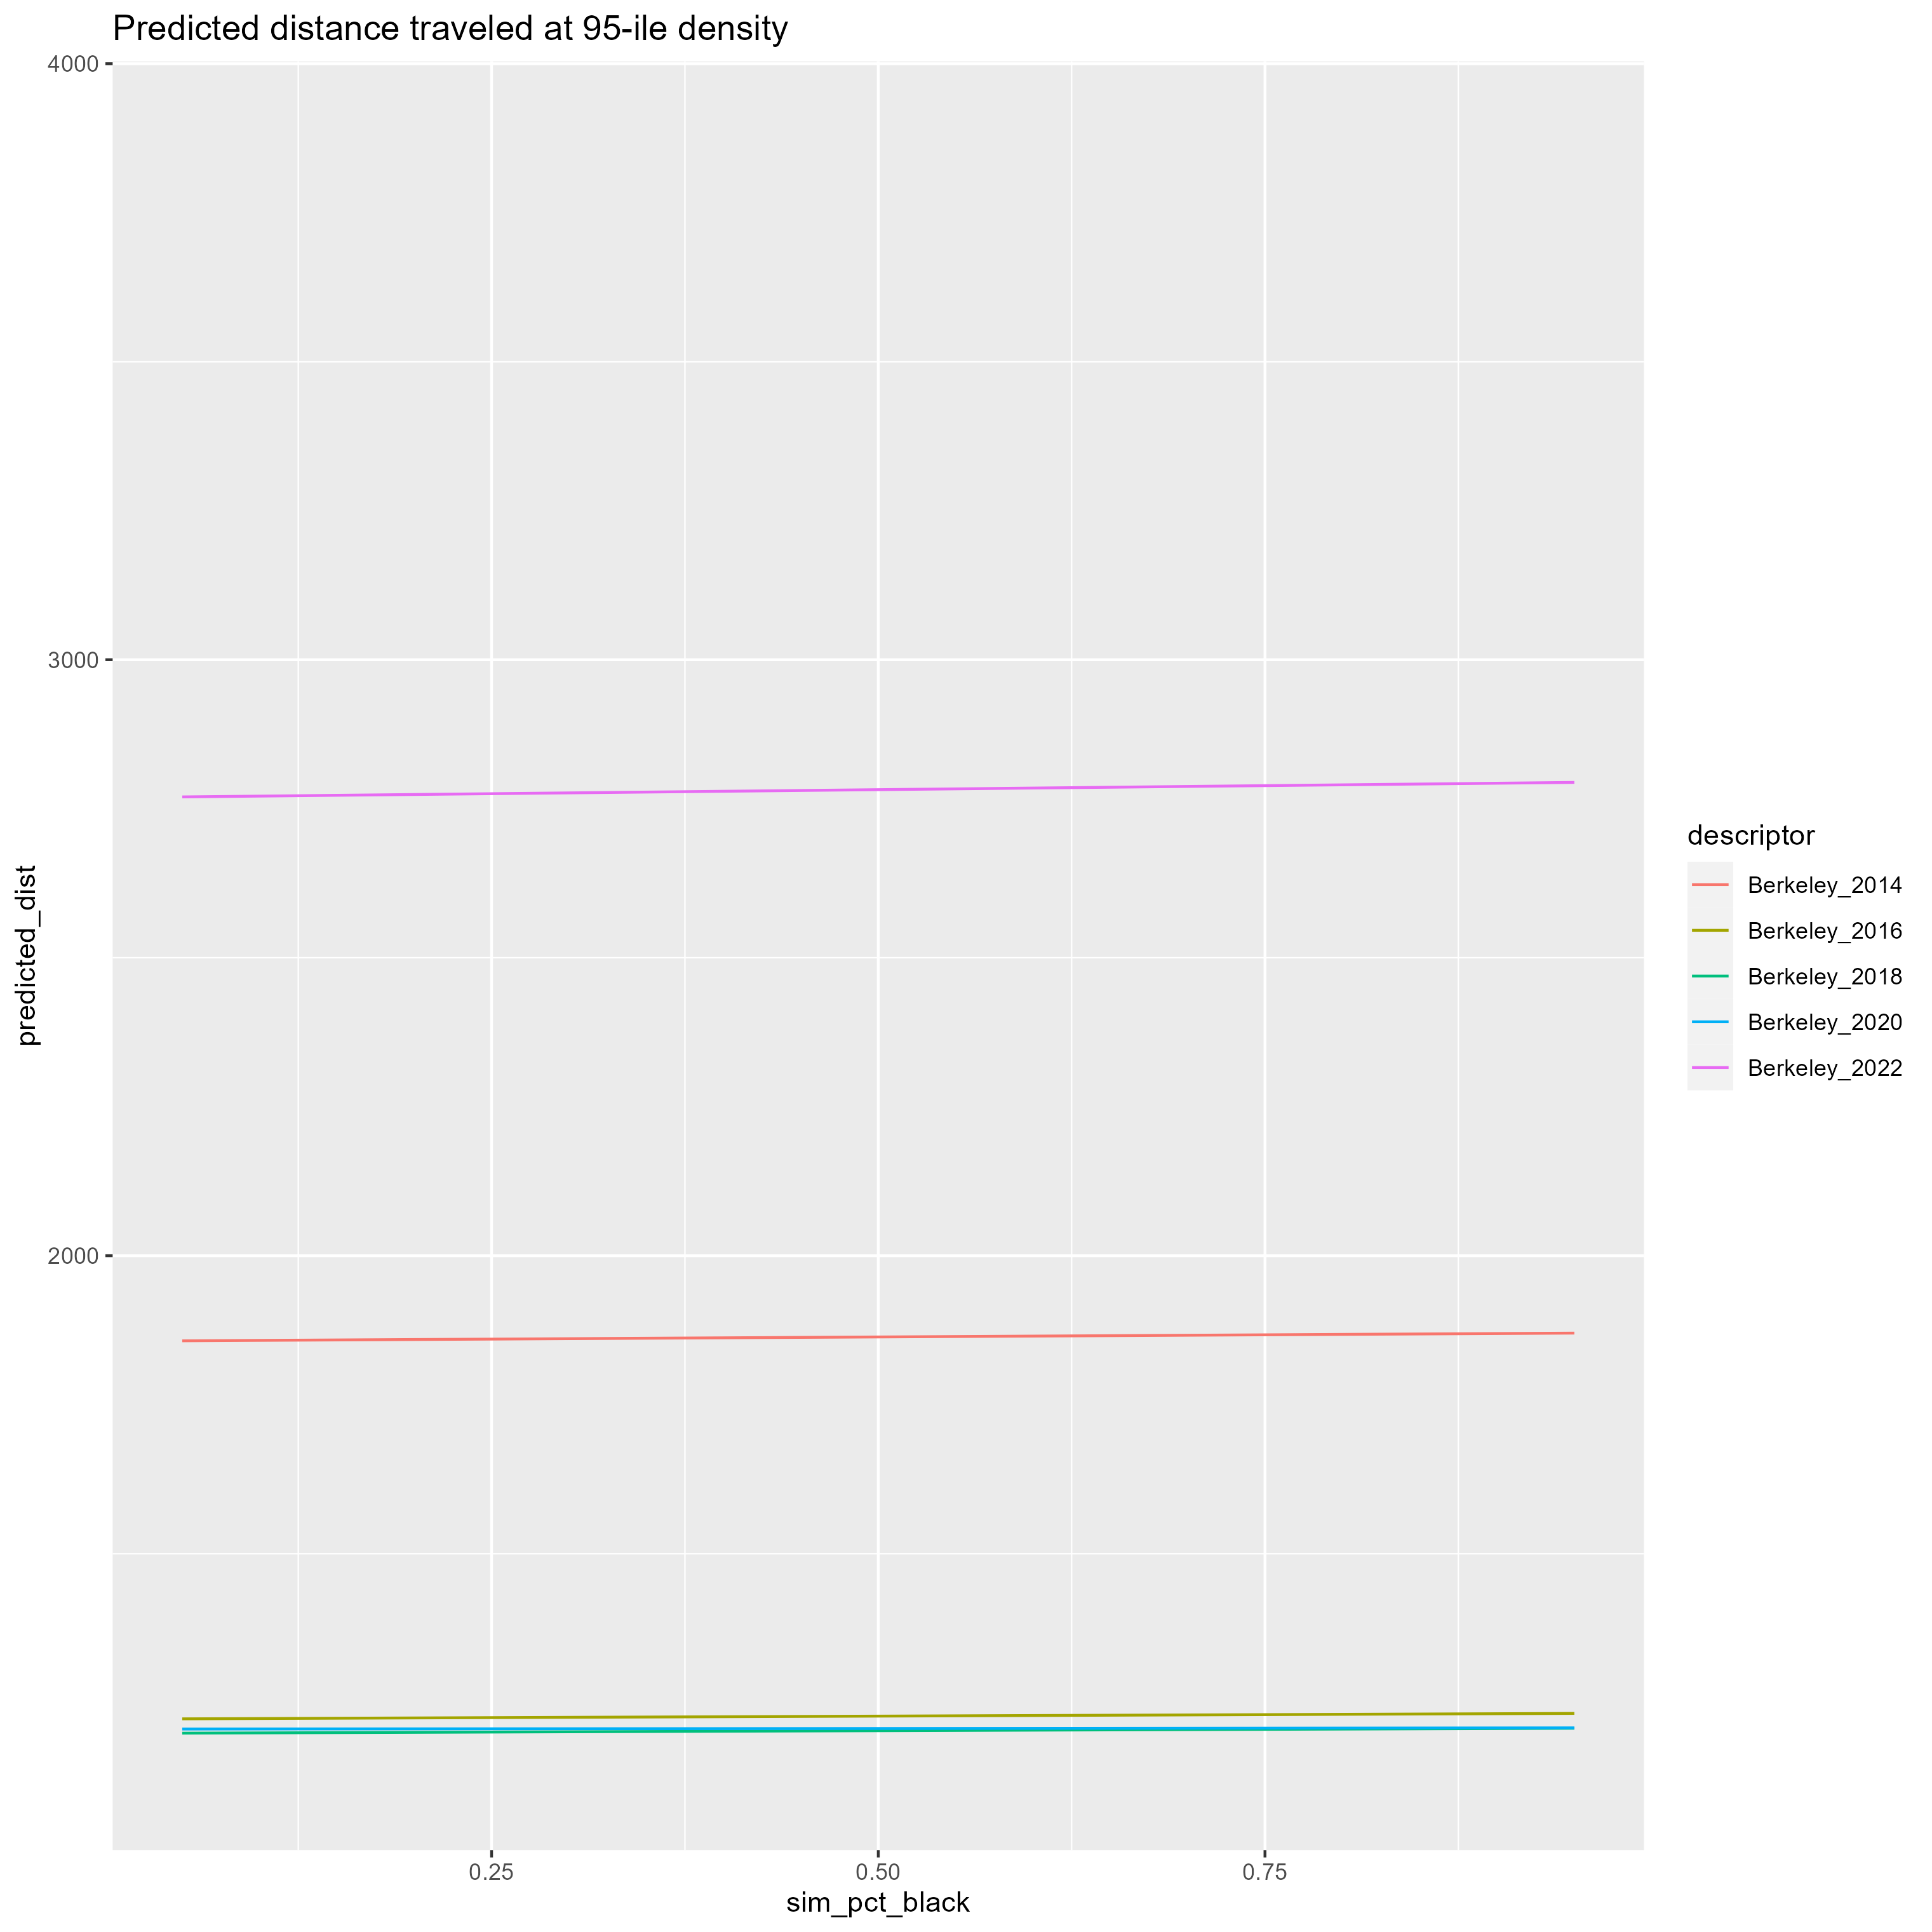 Predicted distance traveled at 95-ile density
4000
3000
2000
predicted_dist
0.25
0.50
0.75
sim_pct_black
descriptor
Berkeley_2014
Berkeley_2016
Berkeley_2018
Berkeley_2020
Berkeley_2022